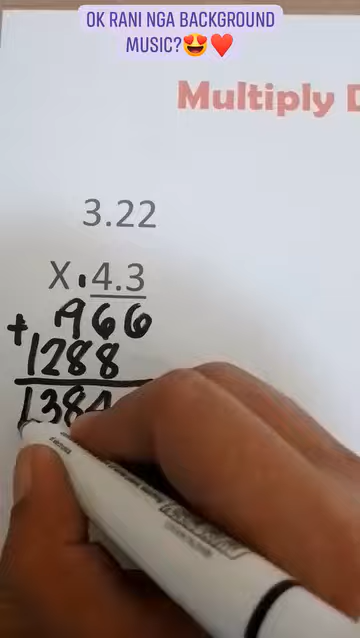 OK RANI NGA BACKGROUND
MUSIC?😍❤️
Multiply D
3.22
X 4.3
966
+
1288
1384